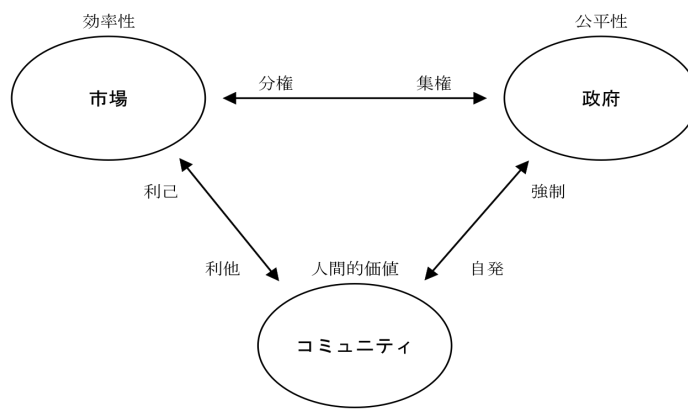 効率性
公平性
市場
分権
集権
政府
利己
強制
利他
人間的価値
自発
コミュニティ